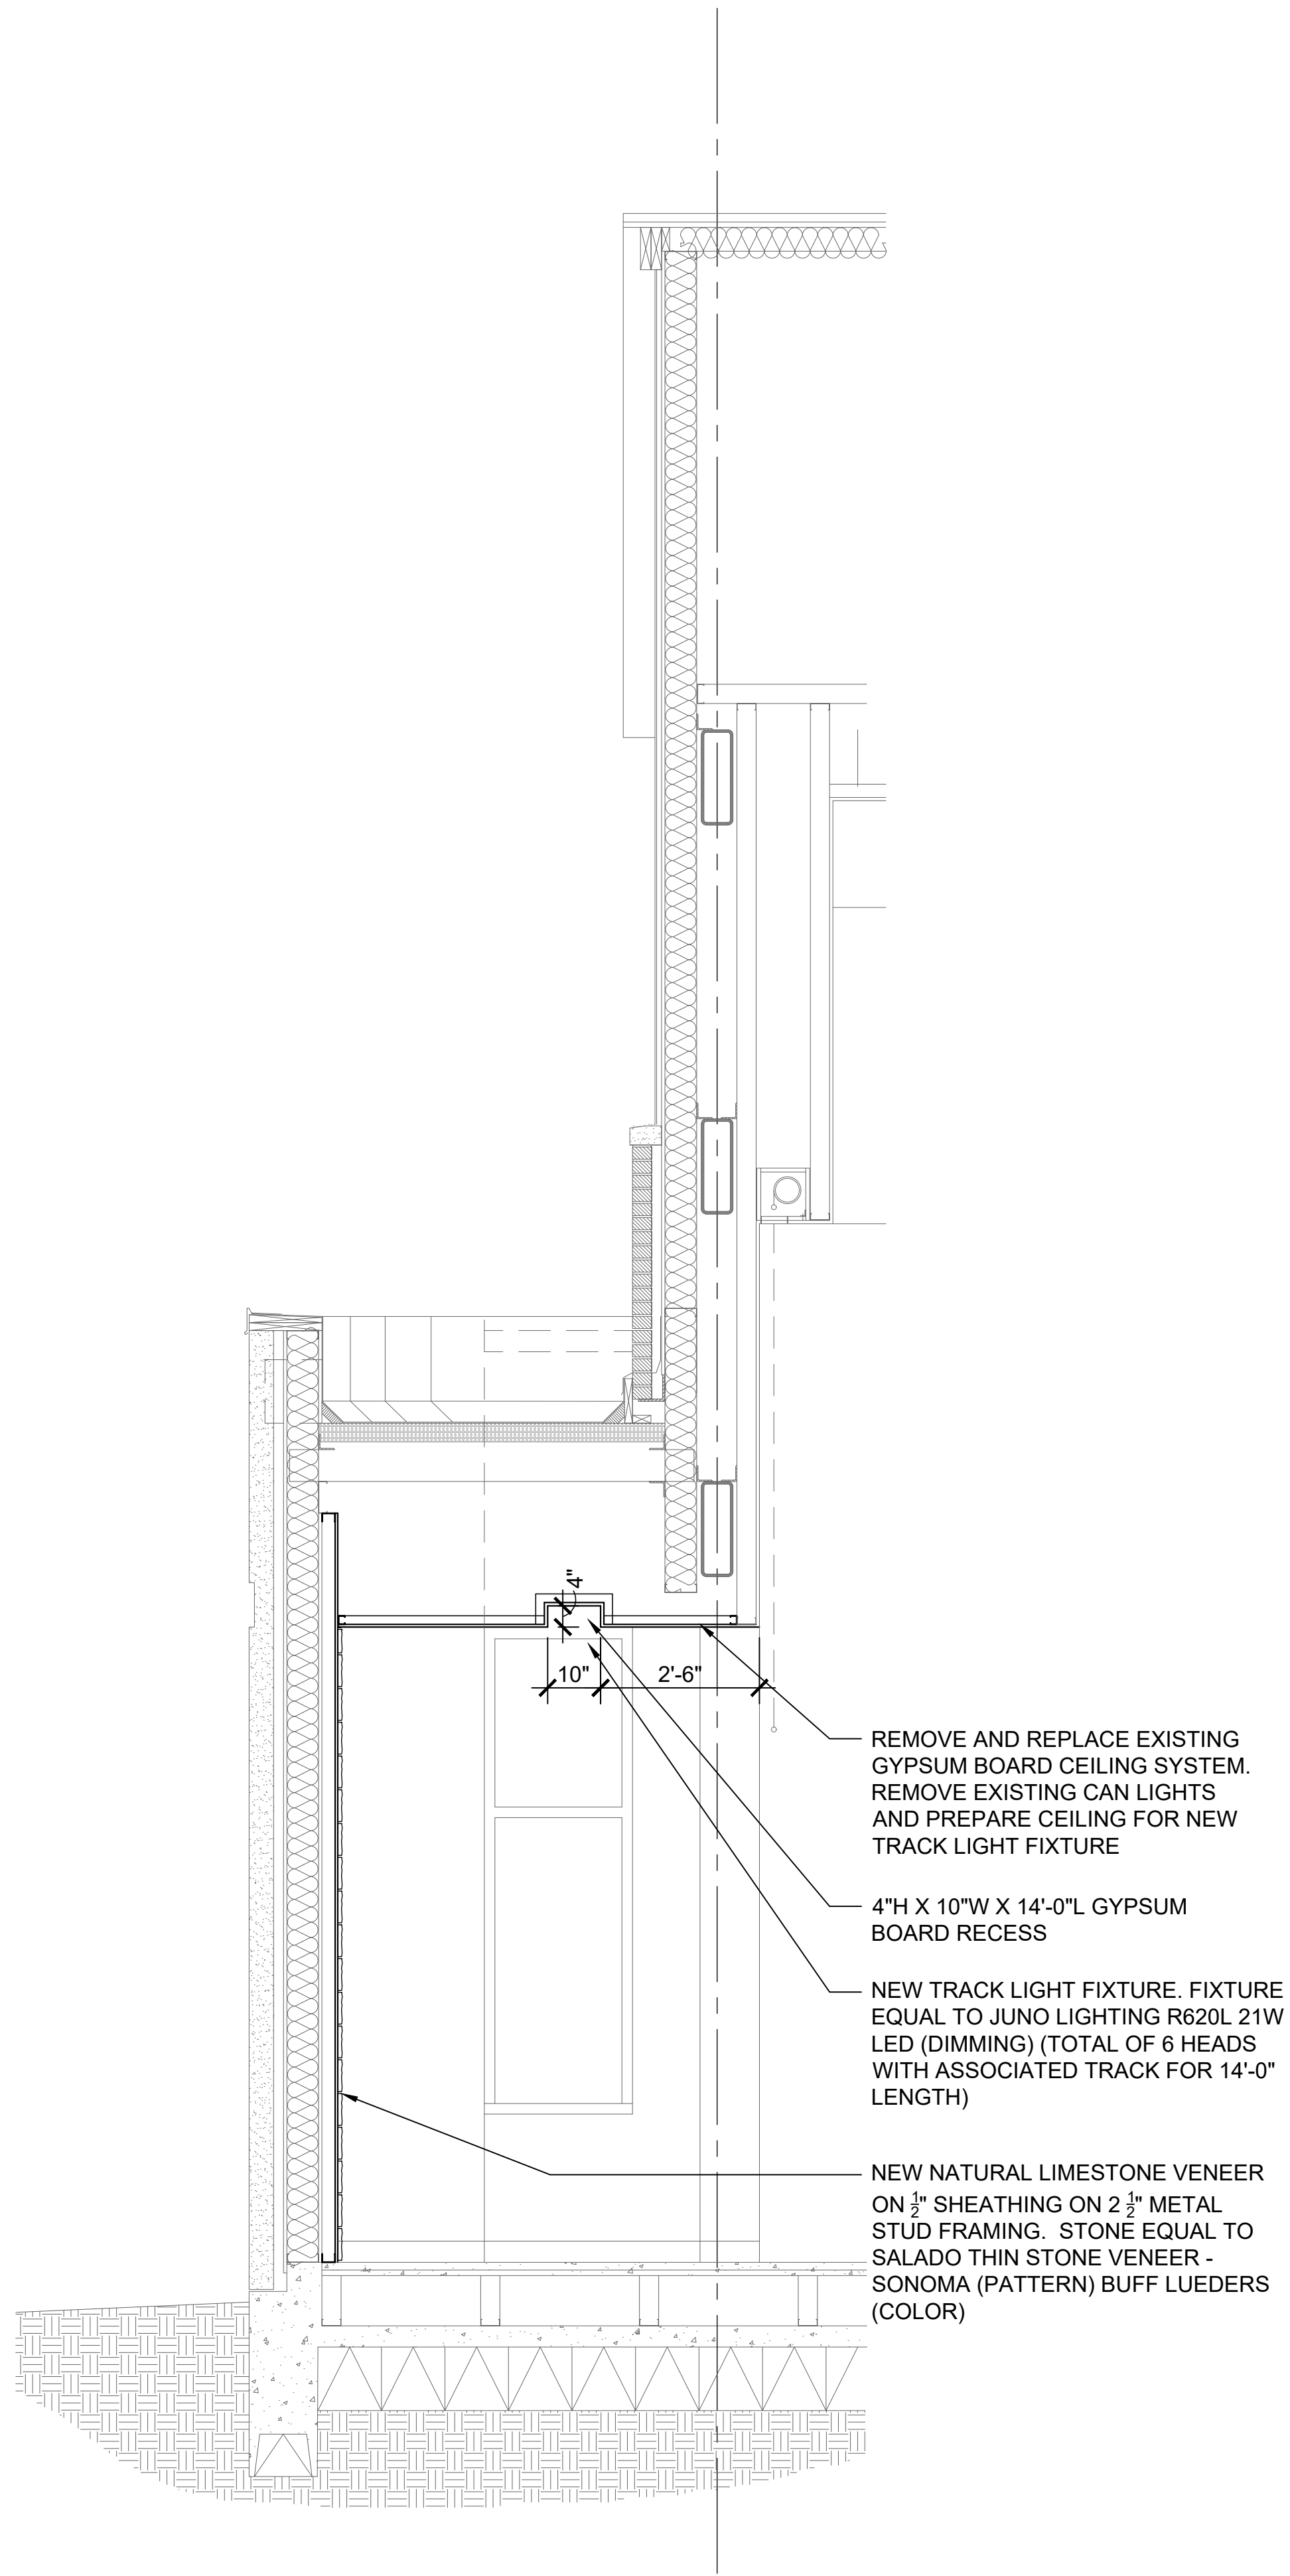 4"
10"
2'-6"
REMOVE AND REPLACE EXISTING
GYPSUM BOARD CEILING SYSTEM.
REMOVE EXISTING CAN LIGHTS
AND PREPARE CEILING FOR NEW
TRACK LIGHT FIXTURE
4"H X 10"W X 14'-0"L GYPSUM
BOARD RECESS
NEW TRACK LIGHT FIXTURE. FIXTURE
EQUAL TO JUNO LIGHTING R620L 21W
LED (DIMMING) (TOTAL OF 6 HEADS
WITH ASSOCIATED TRACK FOR 14'-0"
LENGTH)
NEW NATURAL LIMESTONE VENEER
ON 1/2" SHEATHING ON 2 1/2" METAL
STUD FRAMING. STONE EQUAL TO
SALADO THIN STONE VENEER -
SONOMA (PATTERN) BUFF LUEDERS
(COLOR)